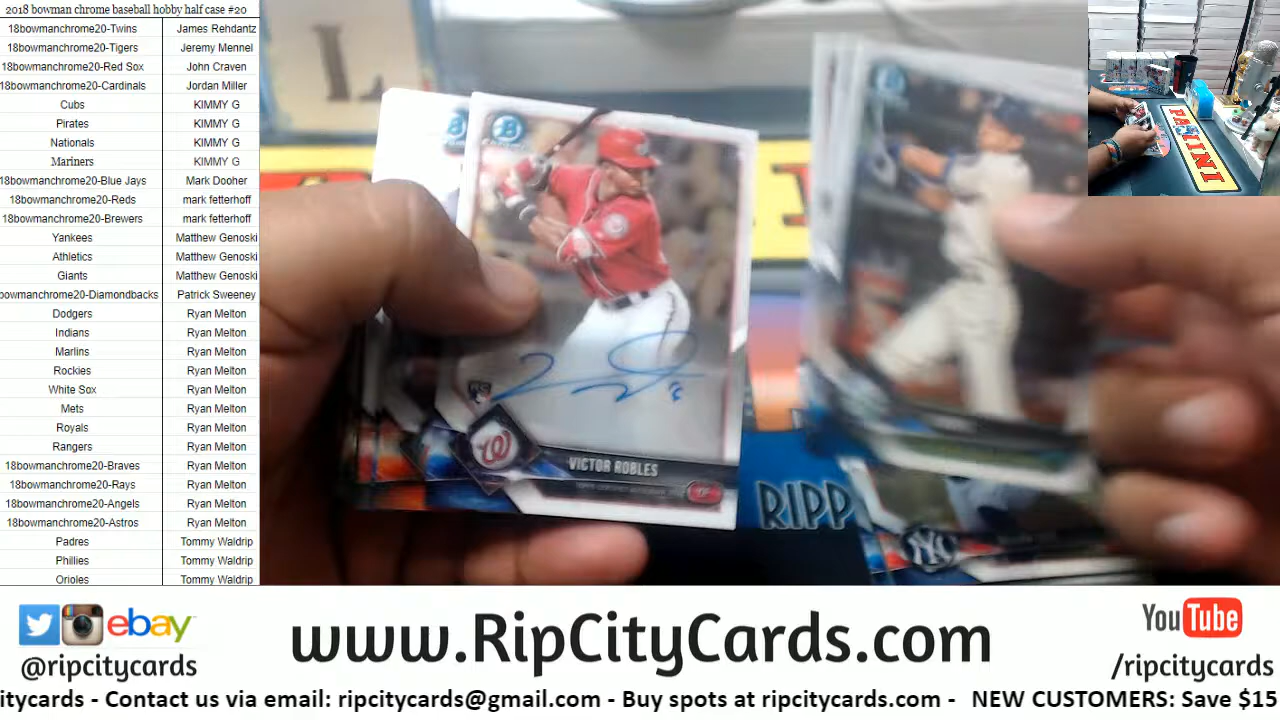 2018 bowman chrome baseball hobby half case #20
18bowmanchrome20-Twins James Rehdantz
18bowmanchrome20-Tigers Jeremy Mennel
18bowmanchrome20-Red Sox John Craven
18bowmanchrome20-Cardinals Jordan Miller
Cubs KIMMY G
Pirates KIMMY G
Nationals KIMMY G
Mariners KIMMY G
18bowmanchrome20-Blue Jays Mark Dooher
18bowmanchrome20-Reds mark fetterhoff
18bowmanchrome20-Brewers mark fetterhoff
Yankees Matthew Genoski
Athletics Matthew Genoski
Giants Matthew Genoski
bowmanchrome20-Diamondbacks Patrick Sweeney
Dodgers Ryan Melton
Indians Ryan Melton
Marlins Ryan Melton
Rockies Ryan Melton
White Sox Ryan Melton
Mets Ryan Melton
Royals Ryan Melton
Rangers Ryan Melton
18bowmanchrome20-Braves Ryan Melton
18bowmanchrome20-Rays Ryan Melton
18bowmanchrome20-Angels Ryan Melton
18bowmanchrome20-Astros Ryan Melton
Padres Tommy Waldrip
Phillies Tommy Waldrip
Orioles Tommy Waldrip
VICTOR ROBLES
RIPP
PANINI
ebay
@ripcitycards
www.RipCityCards.com
YouTube
/ripcitycards
citycards - Contact us via email: ripcitycards@gmail.com - Buy spots at ripcitycards.com - NEW CUSTOMERS: Save $15